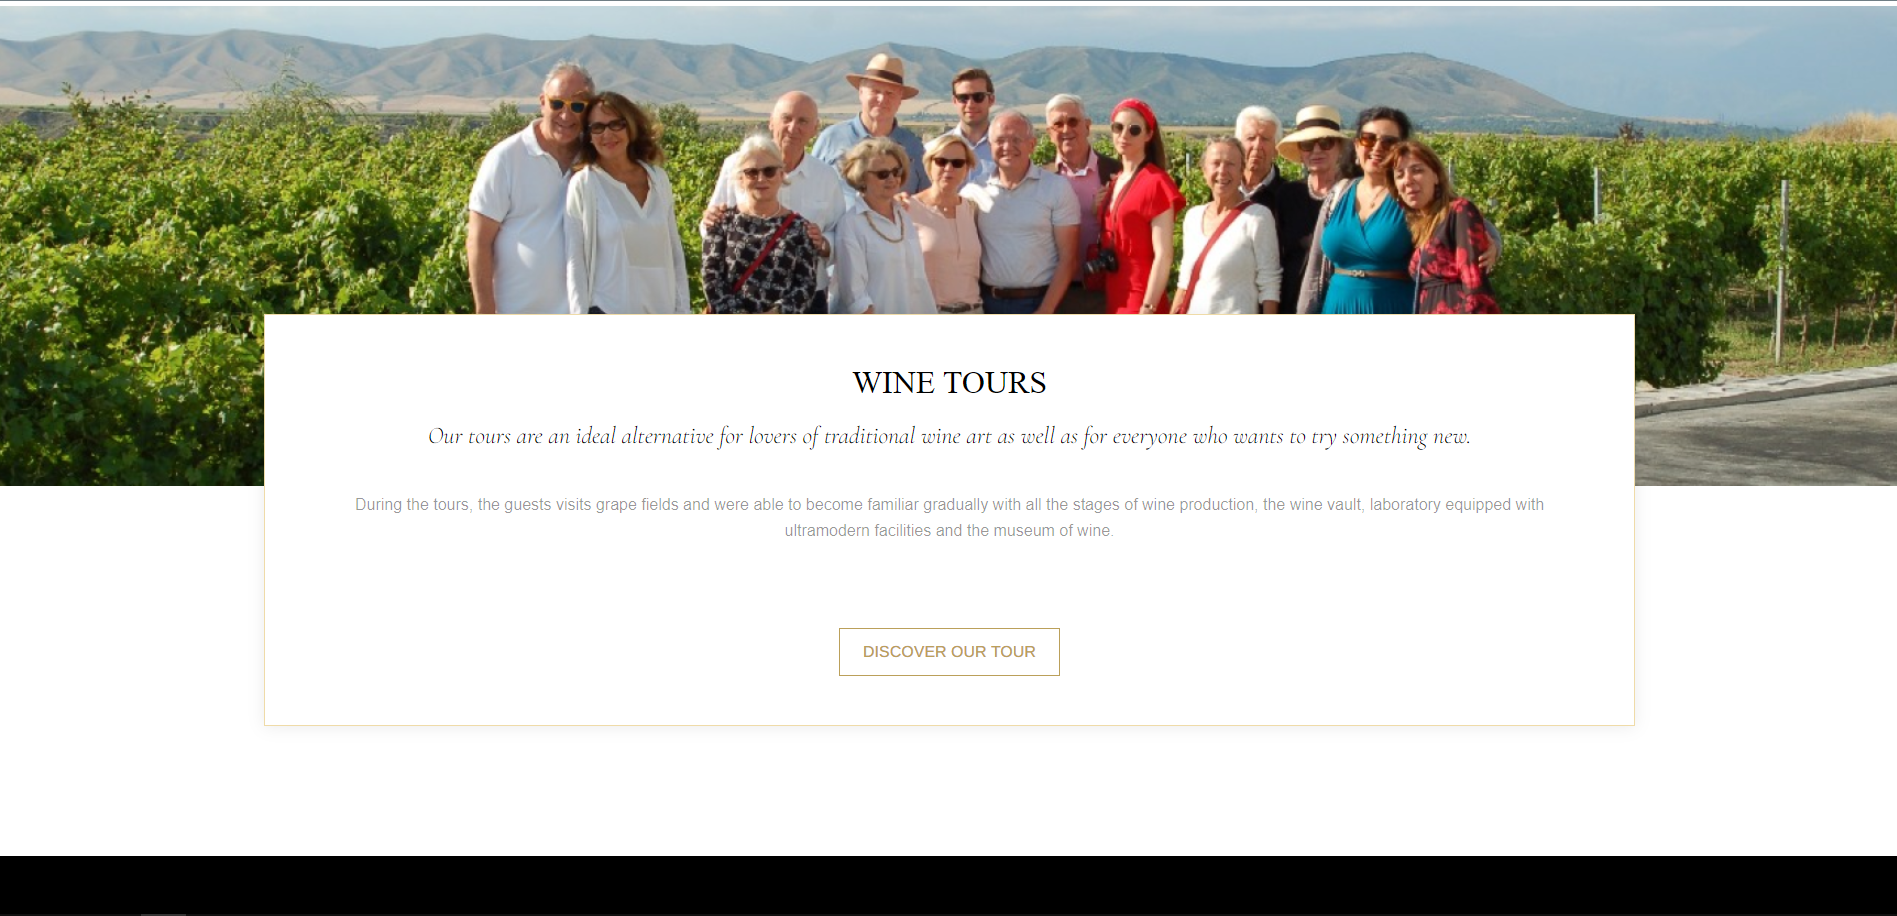 WINE TOURS
Our tours are an ideal alternative for lovers of traditional wine art as well as for everyone who wants to try something new.
During the tours, the guests visits grape fields and were able to become familiar gradually with all the stages of wine production, the wine vault, laboratory equipped with
ultramodern facilities and the museum of wine.
DISCOVER OUR TOUR